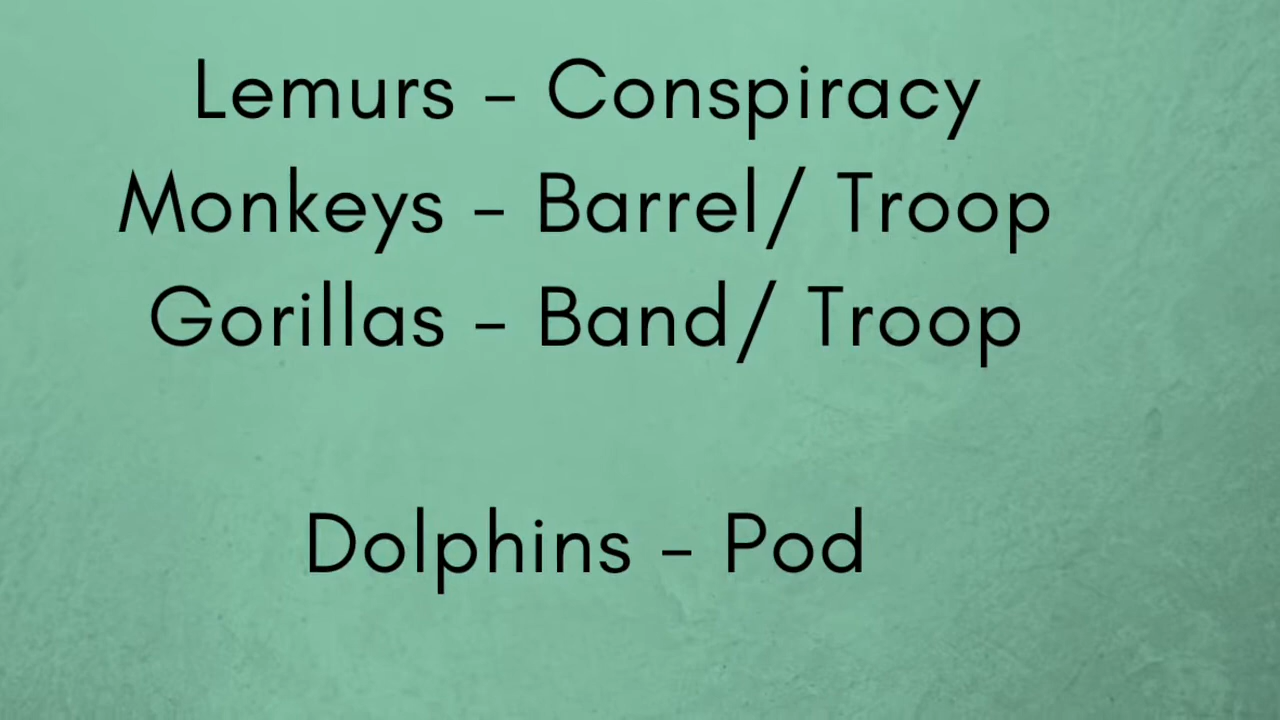 Lemurs – Conspiracy
Monkeys – Barrel/ Troop
Gorillas – Band/ Troop
Dolphins – Pod